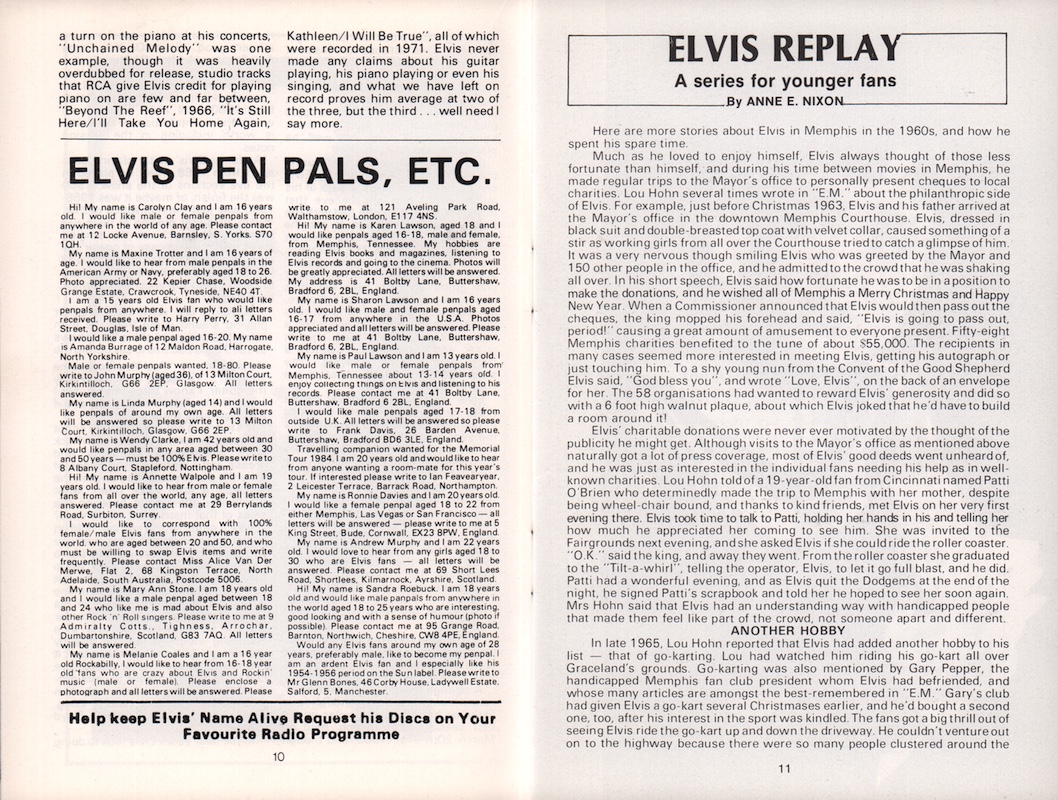 a turn on the piano at his concerts,
"Unchained Melody" was one
example, though it was heavily
overdubbed for release, studio tracks
that RCA give Elvis credit for playing
piano on are few and far between,
"Beyond The Reef", 1966, "It's Still
Here/I'll Take You Home Again,
Kathleen/I Will Be True", all of which
were recorded in 1971. Elvis never
made any claims about his guitar
playing, his piano playing or even his
singing, and what we have left on
record proves him average at two of
the three, but the third . . . well need I
say more.
ELVIS PEN PALS, ETC.
Hi! My name is Carolyn Clay and I am 16 years
old. I would like male or female penpals from
anywhere in the world of any age. Please contact
me at 12 Locke Avenue, Barnsley, S. Yorks. S70
1QH.
My name is Maxine Trotter and I am 16 years of
age. I would like to hear from male penpals in the
American Army or Navy, preferably aged 18 to 26.
Photo appreciated. 22 Kepier Chase, Woodside
Grange Estate, Crawcrook, Tyneside, NE40 4T.
I am a 15 years old Elvis fan who would like
penpals from anywhere. I will reply to all letters
received. Please write to Harry Perry, 31 Allan
Street, Douglas, Isle of Man.
I would like a male penpal aged 16-20. My name
is Amanda Burrage of 12 Maldon Road, Harrogate,
North Yorkshire.
Male or female penpals wanted, 18-80. Please
write to John Murphy (aged 36), of 13 Milton Court,
Kirkintilloch, G66 2EP, Glasgow. All letters
answered.
My name is Linda Murphy (aged 14) and I would
like penpals of around my own age. All letters
will be answered so please write to 13 Milton
Court, Kirkintilloch, Glasgow, G66 2EP.
My name is Wendy Clarke, I am 42 years old and
would like penpals in any area aged between 30
and 50 years — must be 100% Elvis. Please write to
8 Albany Court, Stapleford, Nottingham.
Hi! My name is Annette Walpole and I am 19
years old. I would like to hear from male or female
fans from all over the world, any age, all letters
answered. Please contact me at 29 Berrylands
Road, Surbiton, Surrey.
I would like to correspond with 100%
female/male Elvis fans from anywhere in the
world. who are aged between 20 and 50, and who
must be willing to swap Elvis items and write
frequently. Please contact Miss Alice Van Der
Merwe, Flat 2, 68 Kingston Terrace, North
Adelaide, South Australia, Postcode 5006.
My name is Mary Ann Stone. I am 18 years old
and I would like a male penpal aged between 18
and 24 who like me is mad about Elvis and also
other Rock 'n' Roll singers. Please write to me at 9
Admiralty Cotts., Tighness, Arrochar,
Dumbartonshire, Scotland, G83 7AQ. All letters
will be answered.
My name is Melanie Coales and I am a 16 year
old Rockabilly, I would like to hear from 16-18 year
old fans who are crazy about Elvis and Rockin'
music (male or female). Please enclose a
photograph and all letters will be answered. Please
write to me at 121 Aveling Park Road,
Walthamstow, London, E117 4NS.
Hi! My name is Karen Lawson, aged 18 and I
would like penpals aged 16-18, male and female,
from Memphis, Tennessee. My hobbies are
reading Elvis books and magazines, listening to
Elvis records and going to the cinema. Photos will
be greatly appreciated. All letters will be answered.
My address is 41 Boltby Lane, Buttershaw,
Bradford 6, 2BL, England.
My name is Sharon Lawson and I am 16 years
old. I would like male and female penpals aged
16-17 from anywhere in the U.S.A. Photos
appreciated and all letters will be answered. Please
write to me at 41 Boltby Lane, Buttershaw,
Bradford 6, 2BL, England.
My name is Paul Lawson and I am 13 years old. I
would like male or female penpals from
Memphis, Tennessee about 13-14 years old. I
enjoy collecting things on Elvis and listening to his
records. Please contact me at 41 Boltby Lane,
Buttershaw, Bradford 6 2BL, England.
I would like male penpals aged 17-18 from
outside U.K. All letters will be answered so please
write to Frank Davis, 26 Barden Avenue,
Buttershaw, Bradford BD6 3LE, England.
Travelling companion wanted for the Memorial
Tour 1984. I am 20 years old and would like to hear
from anyone wanting a room-mate for this year's
tour. If interested please write to Ian Feavearyear,
2 Leicester Terrace, Barrack Road, Northampton.
My name is Ronnie Davies and I am 20 years old.
I would like a female penpal aged 18 to 22 from
either Memphis, Las Vegas or San Francisco — all
letters will be answered — please write to me at 5
King Street, Bude, Cornwall, EX23 8PW, England.
My name is Andrew Murphy and I am 22 years
old. I would love to hear from any girls aged 18 to
30 who are Elvis fans — all letters will be
answered. Please contact me at 69 Short Lees
Road, Shortlees, Kilmarnock, Ayrshire, Scotland.
Hi! My name is Sandra Roebuck. I am 18 years
old and would like male panpals from anywhere in
the world aged 18 to 25 years who are interesting,
good looking and with a sense of humour (photo if
possible). Please contact me at 95 Grange Road,
Barnton, Northwich, Cheshire, CW8 4PE, England.
Would any Elvis fans around my own age of 28
years, preferably male, like to become my penpal. I
am an ardent Elvis fan and I especially like his
1954-1956 period on the Sun label. Please write to
Mr Glenn Bones, 46 Corby House, Ladywell Estate,
Salford, 5, Manchester.
Help keep Elvis' Name Alive Request his Discs on Your
Favourite Radio Programme
10
ELVIS REPLAY
A series for younger fans
By ANNE E. NIXON
Here are more stories about Elvis in Memphis in the 1960s, and how he
spent his spare time.
Much as he loved to enjoy himself, Elvis always thought of those less
fortunate than himself, and during his time between movies in Memphis, he
made regular trips to the Mayor's office to personally present cheques to local
charities. Lou Hohn several times wrote in "E.M." about the philanthropic side
of Elvis. For example, just before Christmas 1963, Elvis and his father arrived at
the Mayor's office in the downtown Memphis Courthouse. Elvis, dressed in
black suit and double-breasted top coat with velvet collar, caused something of a
stir as working girls from all over the Courthouse tried to catch a glimpse of him.
It was a very nervous though smiling Elvis who was greeted by the Mayor and
150 other people in the office, and he admitted to the crowd that he was shaking
all over. In his short speech, Elvis said how fortunate he was to be in a position to
make the donations, and he wished all of Memphis a Merry Christmas and Happy
New Year. When a Commissioner announced that Elvis would then pass out the
cheques, the king mopped his forehead and said, "Elvis is going to pass out,
period!" causing a great amount of amusement to everyone present. Fifty-eight
Memphis charities benefited to the tune of about $55,000. The recipients in
many cases seemed more interested in meeting Elvis, getting his autograph or
just touching him. To a shy young nun from the Convent of the Good Shepherd
Elvis said, "God bless you", and wrote "Love, Elvis", on the back of an envelope
for her. The 58 organisations had wanted to reward Elvis' generosity and did so
with a 6 foot high walnut plaque, about which Elvis joked that he'd have to build
a room around it!
Elvis' charitable donations were never ever motivated by the thought of the
publicity he might get. Although visits to the Mayor's office as mentioned above
naturally got a lot of press coverage, most of Elvis' good deeds went unheard of,
and he was just as interested in the individual fans needing his help as in well-
known charities. Lou Hohn told of a 19-year-old fan from Cincinnati named Patti
O'Brien who determinedly made the trip to Memphis with her mother, despite
being wheel-chair bound, and thanks to kind friends, met Elvis on her very first
evening there. Elvis took time to talk to Patti, holding her hands in his and telling her
how much he appreciated her coming to see him. She was invited to the
Fairgrounds next evening, and she asked Elvis if she could ride the roller coaster.
"O.K." said the king, and away they went. From the roller coaster she graduated
to the "Tilt-a-whirl", telling the operator, Elvis, to let it go full blast, and he did.
Patti had a wonderful evening, and as Elvis quit the Dodgems at the end of the
night, he signed Patti's scrapbook and told her he hoped to see her soon again.
Mrs Hohn said that Elvis had an understanding way with handicapped people
that made them feel like part of the crowd, not someone apart and different.
ANOTHER HOBBY
In late 1965, Lou Hohn reported that Elvis had added another hobby to his
list — that of go-karting. Lou had watched him riding his go-kart all over
Graceland's grounds. Go-karting was also mentioned by Gary Pepper, the
handicapped Memphis fan club president whom Elvis had befriended, and
whose many articles are amongst the best-remembered in "E.M." Gary's club
had given Elvis a go-kart several Christmases earlier, and he'd bought a second
one, too, after his interest in the sport was kindled. The fans got a big thrill out of
seeing Elvis ride the go-kart up and down the driveway. He couldn't venture out
on to the highway because there were so many people clustered around the
11